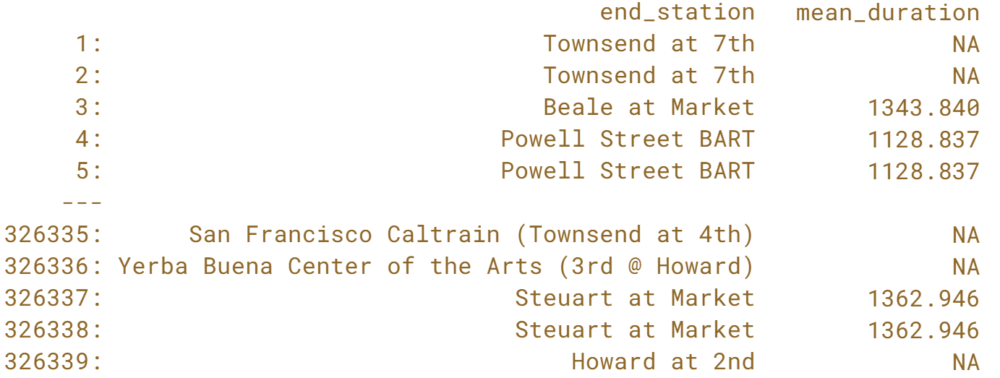 end_station mean_duration
1: Townsend at 7th NA
2: Townsend at 7th NA
3: Beale at Market 1343.840
4: Powell Street BART 1128.837
5: Powell Street BART 1128.837
---
326335: San Francisco Caltrain (Townsend at 4th) NA
326336: Yerba Buena Center of the Arts (3rd @ Howard) NA
326337: Steuart at Market 1362.946
326338: Steuart at Market 1362.946
326339: Howard at 2nd NA